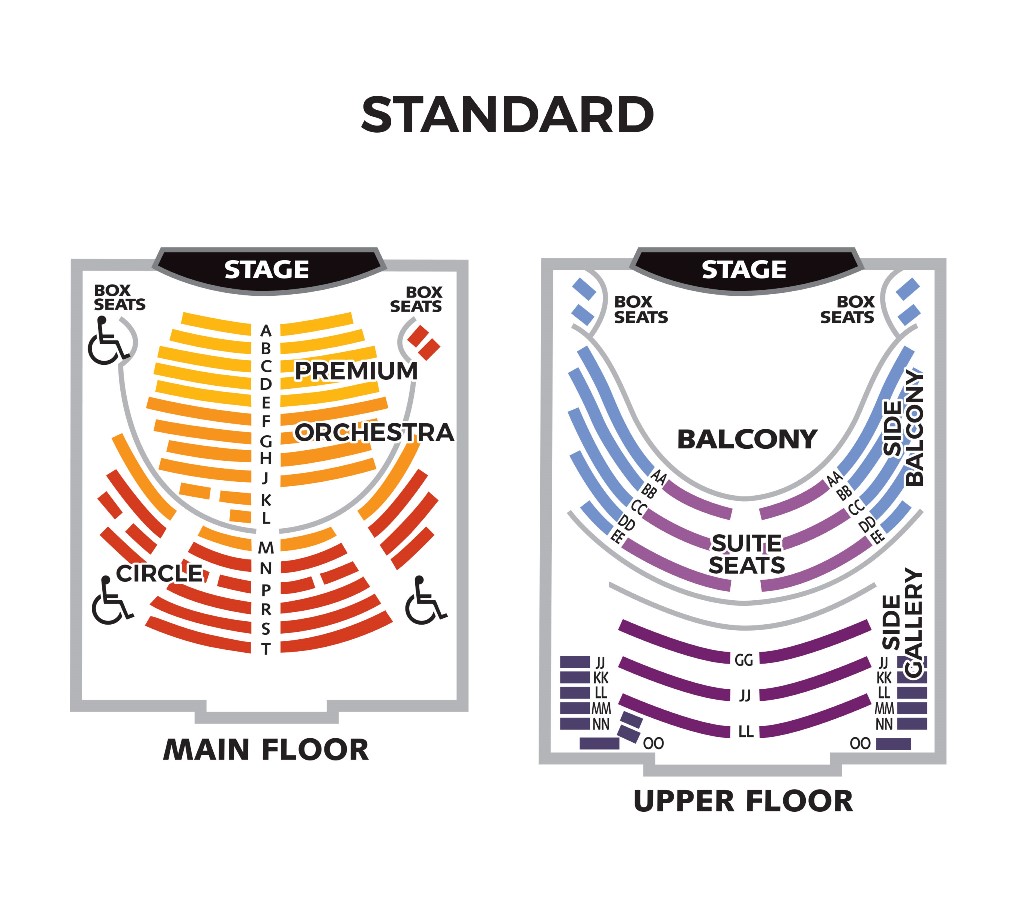 STANDARD
STAGE
BOX
SEATS
BOX
SEATS
A
B
C
D
E
F
G
H
J
K
L
M
N
P
R
S
T
PREMIUM
ORCHESTRA
CIRCLE
MAIN FLOOR
STAGE
BOX
SEATS
BOX
SEATS
BALCONY
SIDE
BALCONY
AA
BB
CC
DD
EE
AA
BB
CC
DD
EE
SUITE
SEATS
SIDE
GALLERY
GG
JJ
LL
JJ
KK
LL
MM
NN
OO
JJ
KK
LL
MM
NN
OO
UPPER FLOOR